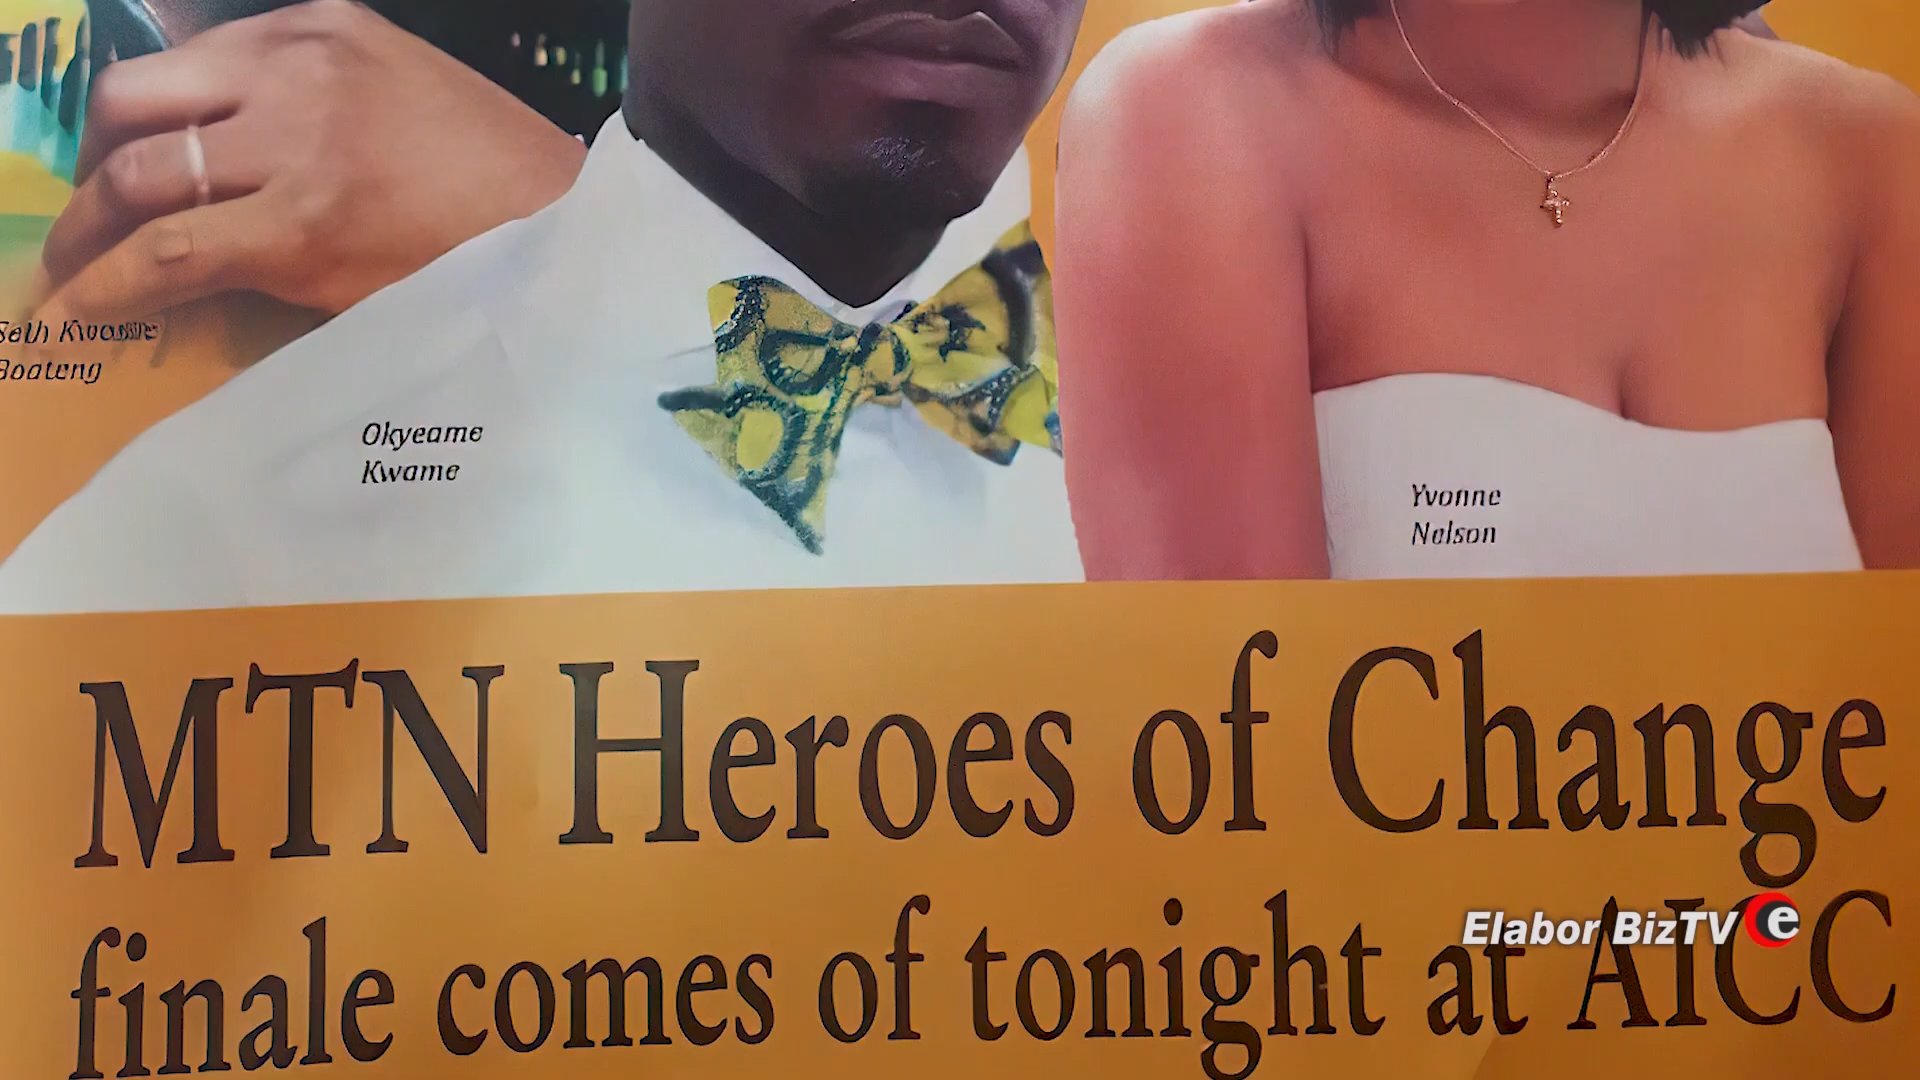 Seth Kwame
Boateng
Okyeame
Kwame
Yvonne
Nelson
MTN Heroes of Change
finale comes of tonight at AICC
Elabor BizTV e